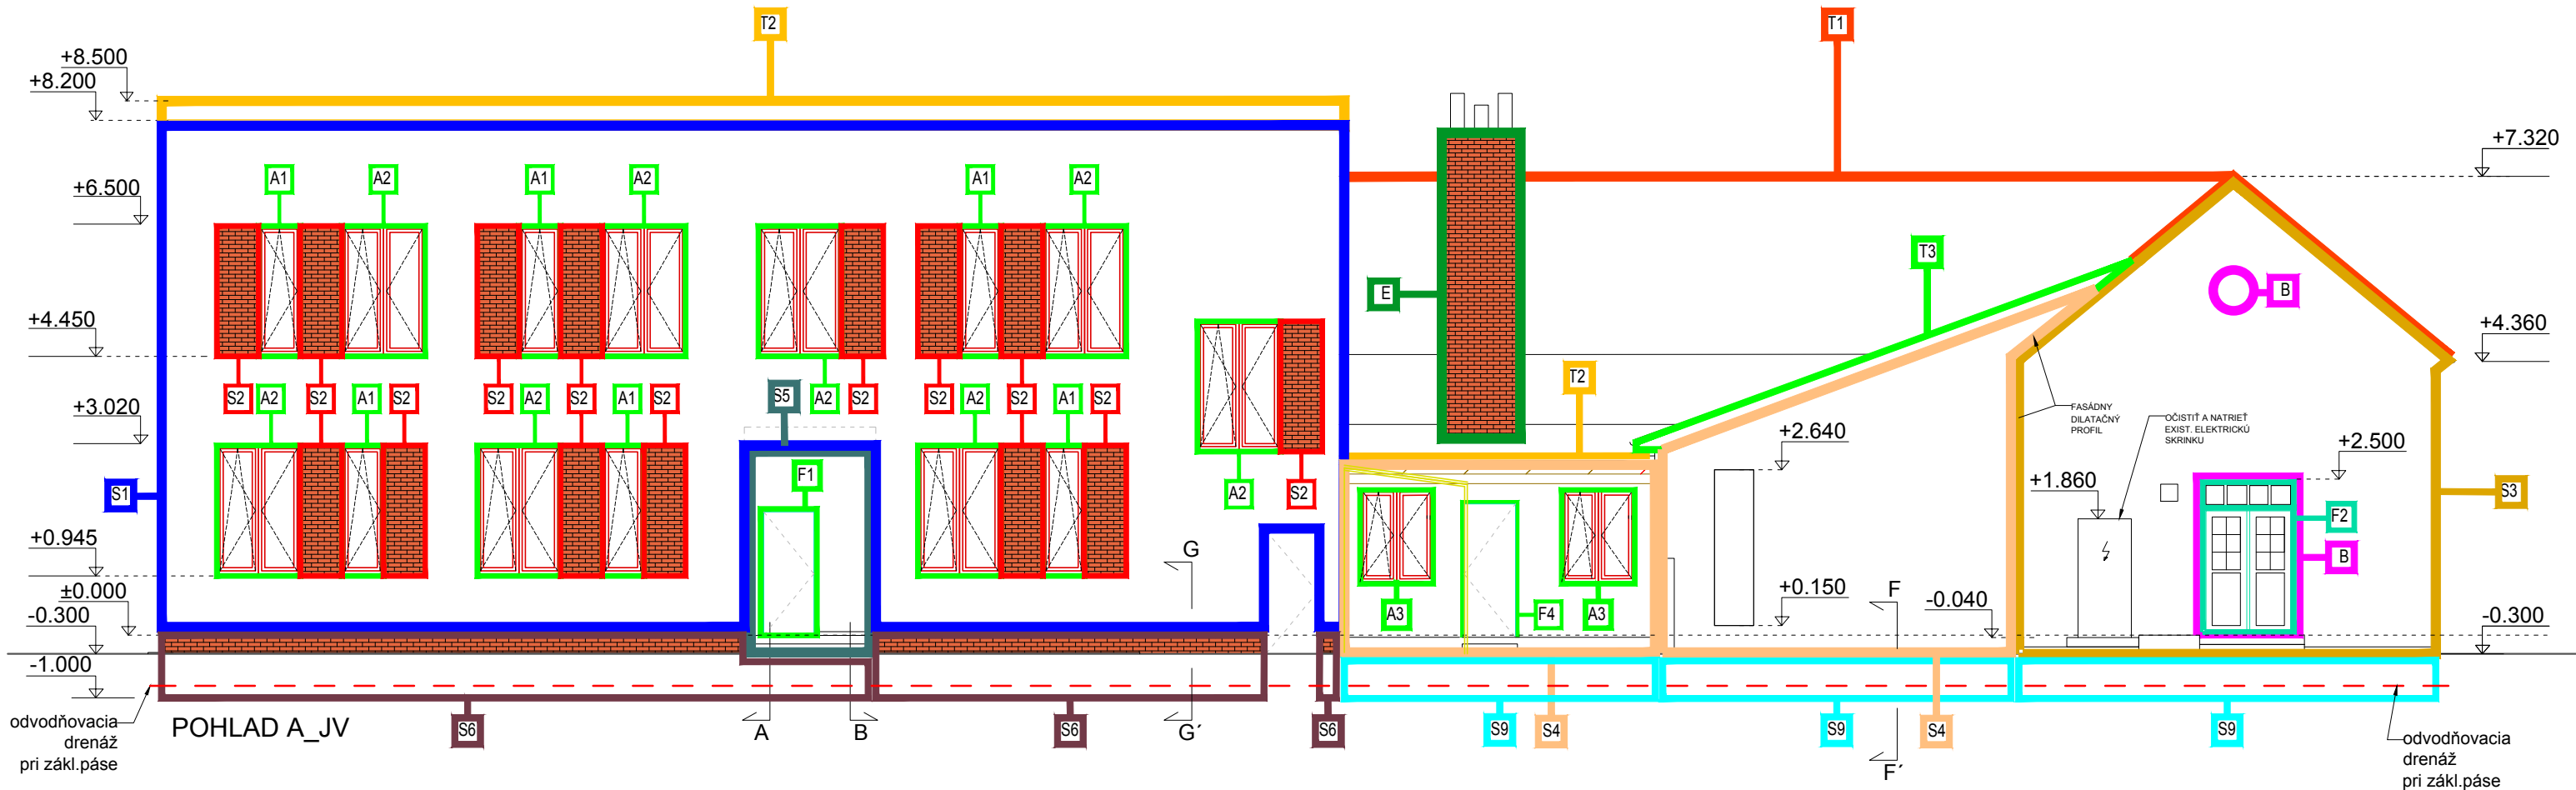 T2
T1
+8.500
+8.200
+7.320
+6.500
A1
A2
A1
A2
A1
A2
T3
E
B
+4.450
+4.360
T2
S2
A2
S2
A1
S2
S2
A2
S2
A1
S2
S5
A2
S2
S2
A2
S2
A1
S2
+3.020
FASÁDNY
DILATAČNÝ
PROFIL
OČISTIŤ A NATRIEŤ
EXIST. ELEKTRICKÚ
SKRINKU
+2.640
+2.500
+1.860
S1
F1
A2
S2
S3
F2
B
+0.945
G
±0.000
-0.300
+0.150
F
-0.040
-0.300
A3
F4
A3
-1.000
odvodňovacia
drenáž
pri zákl.páse
POHLAD A_JV
S6
A
B
S6
G´
S6
S9
S4
S9
F´
S4
S9
odvodňovacia
drenáž
pri zákl.páse